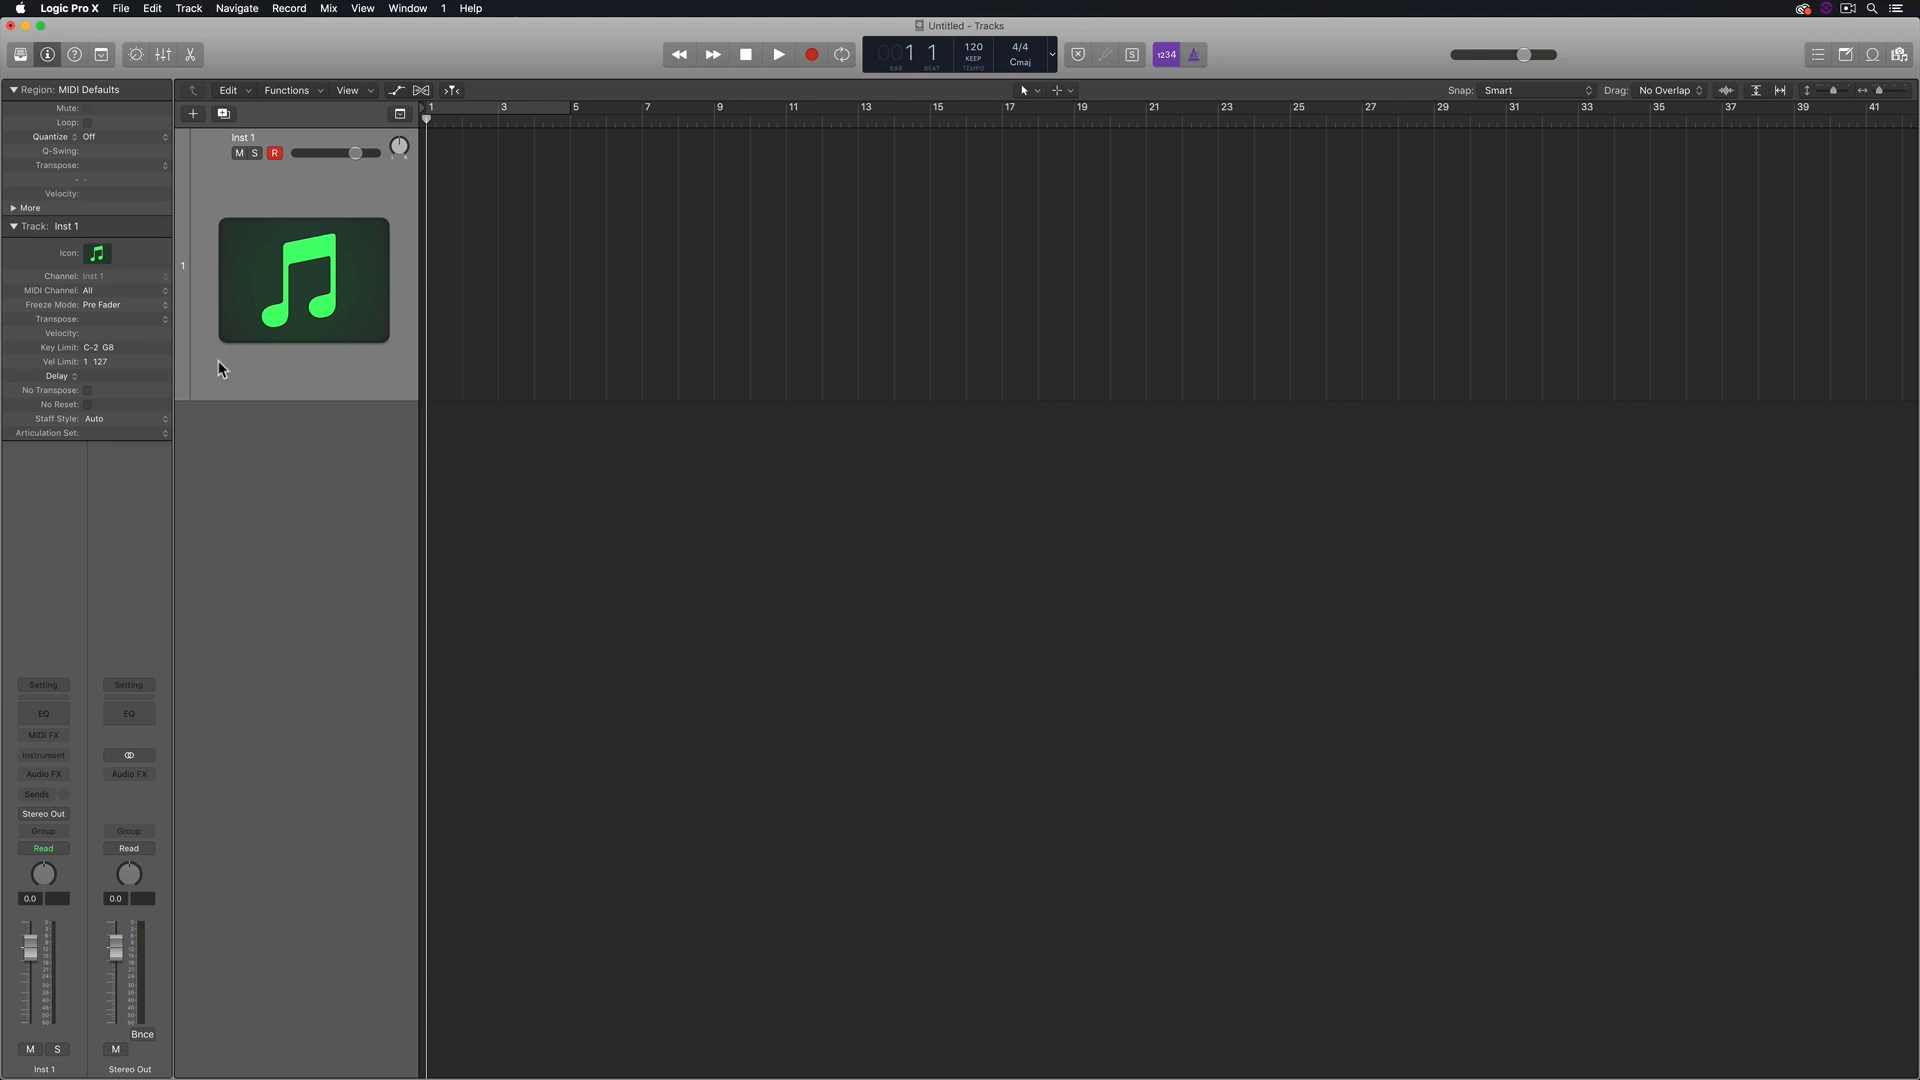 Logic Pro X File Edit Track Navigate Record Mix View Window 1 Help
Untitled - Tracks
001 1
BAR BEAT
120
KEEP
TEMPO
4/4
Cmaj
S
1234
Region: MIDI Defaults
Mute:
Loop:
Quantize Off
Q-Swing:
Transpose:
- -
Velocity:
More
Track: Inst 1
Icon:
Channel: Inst 1
MIDI Channel: All
Freeze Mode: Pre Fader
Transpose:
Velocity:
Key Limit: C-2 G8
Vel Limit: 1 127
Delay
No Transpose:
No Reset:
Staff Style: Auto
Articulation Set:
Edit Functions View
Snap: Smart Drag: No Overlap
1 3 5 7 9 11 13 15 17 19 21 23 25 27 29 31 33 35 37 39 41
Inst 1
M S R
L R
1
Setting Setting
EQ EQ
MIDI FX
Instrument
Audio FX Audio FX
Sends
Stereo Out
Group Group
Read Read
0.0 0.0
Bnce
M S M
Inst 1 Stereo Out